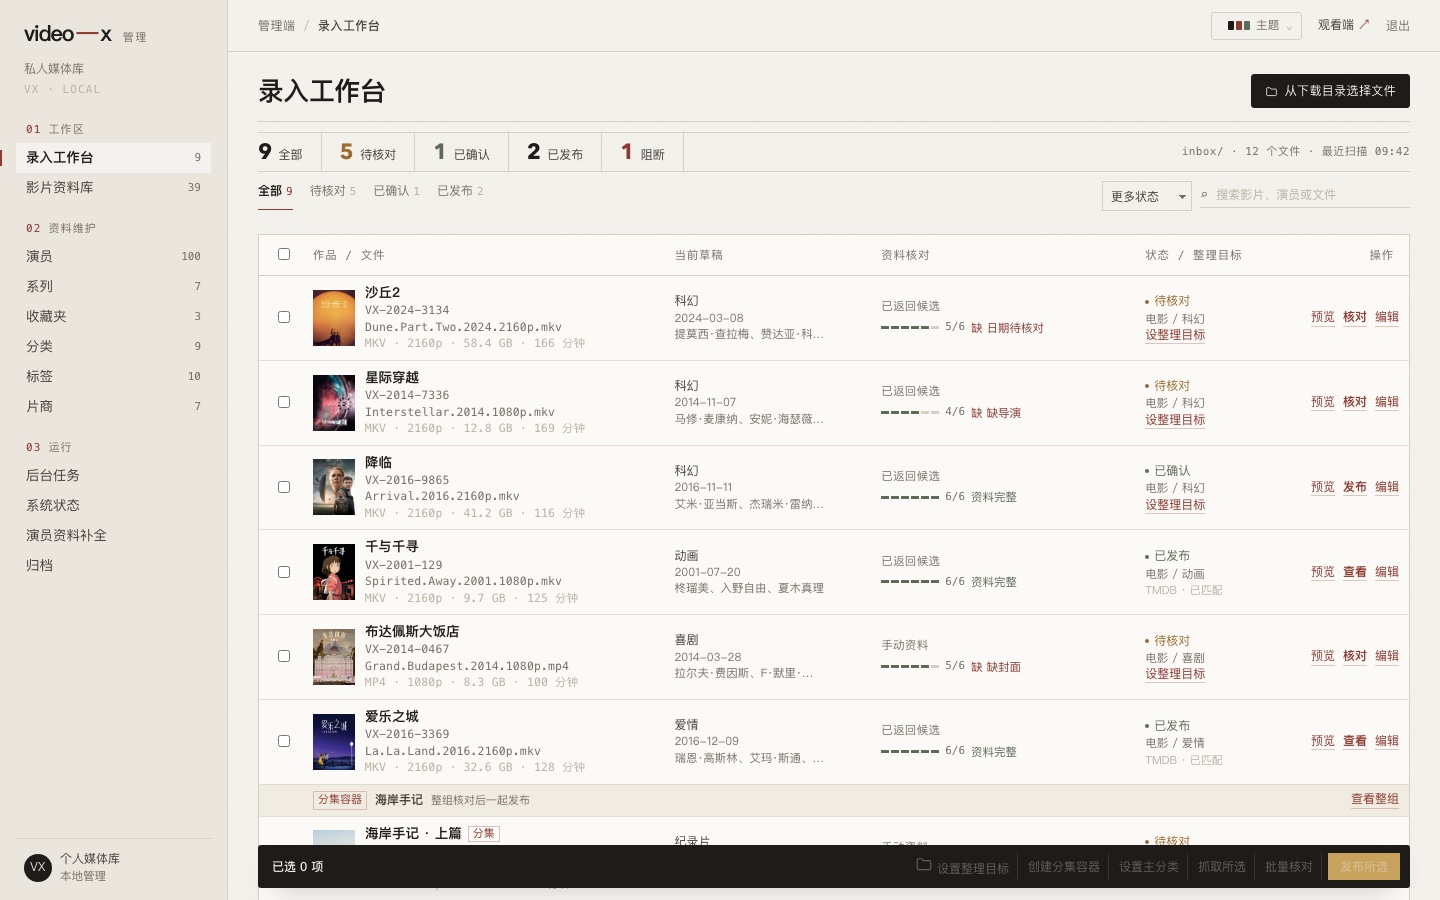 video—x 管理
私人媒体库
VX · LOCAL
01 工作区
录入工作台 9
影片资料库 39
02 资料维护
演员 100
系列 7
收藏夹 3
分类 9
标签 10
片商 7
03 运行
后台任务
系统状态
演员资料补全
归档
VX
个人媒体库
本地管理
管理端 / 录入工作台
主题
观看端 ↗
退出
录入工作台
从下载目录选择文件
9 全部
5 待核对
1 已确认
2 已发布
1 阻断
inbox/ · 12 个文件 · 最近扫描 09:42
全部 9 待核对 5 已确认 1 已发布 2
更多状态
搜索影片、演员或文件
作品 / 文件 当前草稿 资料核对 状态 / 整理目标 操作
沙丘2
VX-2024-3134
Dune.Part.Two.2024.2160p.mkv
MKV · 2160p · 58.4 GB · 166 分钟
科幻
2024-03-08
提莫西·查拉梅、赞达亚·科...
已返回候选
5/6 缺 日期待核对
待核对
电影 / 科幻
设整理目标
预览 核对 编辑
星际穿越
VX-2014-7336
Interstellar.2014.1080p.mkv
MKV · 2160p · 12.8 GB · 169 分钟
科幻
2014-11-07
马修·麦康纳、安妮·海瑟薇...
已返回候选
4/6 缺 缺导演
待核对
电影 / 科幻
设整理目标
预览 核对 编辑
降临
VX-2016-9865
Arrival.2016.2160p.mkv
MKV · 2160p · 41.2 GB · 116 分钟
科幻
2016-11-11
艾米·亚当斯、杰瑞米·雷纳...
已返回候选
6/6 资料完整
已确认
电影 / 科幻
设整理目标
预览 发布 编辑
千与千寻
千与千寻
VX-2001-129
Spirited.Away.2001.1080p.mkv
MKV · 2160p · 9.7 GB · 125 分钟
动画
2001-07-20
柊瑠美、入野自由、夏木真理
已返回候选
6/6 资料完整
已发布
电影 / 动画
TMDB · 已匹配
预览 查看 编辑
布达佩斯大饭店
VX-2014-0467
Grand.Budapest.2014.1080p.mp4
MP4 · 1080p · 8.3 GB · 100 分钟
喜剧
2014-03-28
拉尔夫·费因斯、F·默里·...
手动资料
5/6 缺 缺封面
待核对
电影 / 喜剧
设整理目标
预览 核对 编辑
爱乐之城
爱乐之城
VX-2016-3369
La.La.Land.2016.2160p.mkv
MKV · 2160p · 32.6 GB · 128 分钟
爱情
2016-12-09
瑞恩·高斯林、艾玛·斯通、...
已返回候选
6/6 资料完整
已发布
电影 / 爱情
TMDB · 已匹配
预览 查看 编辑
分集容器 海岸手记 整组核对后一起发布 查看整组
海岸手记 · 上篇 分集
纪录片
手动资料
待核对
已选 0 项
设置整理目标 创建分集容器 设置主分类 抓取所选 批量核对 发布所选